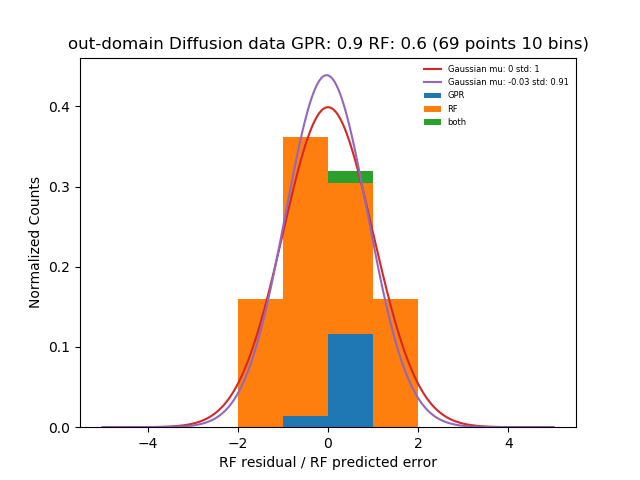 out-domain Diffusion data GPR: 0.9 RF: 0.6 (69 points 10 bins)
Gaussian mu: 0 std: 1
Gaussian mu: -0.03 std: 0.91
GPR
RF
both
Normalized Counts
0.4
0.3
0.2
0.1
0.0
−4
−2
0
2
4
RF residual / RF predicted error